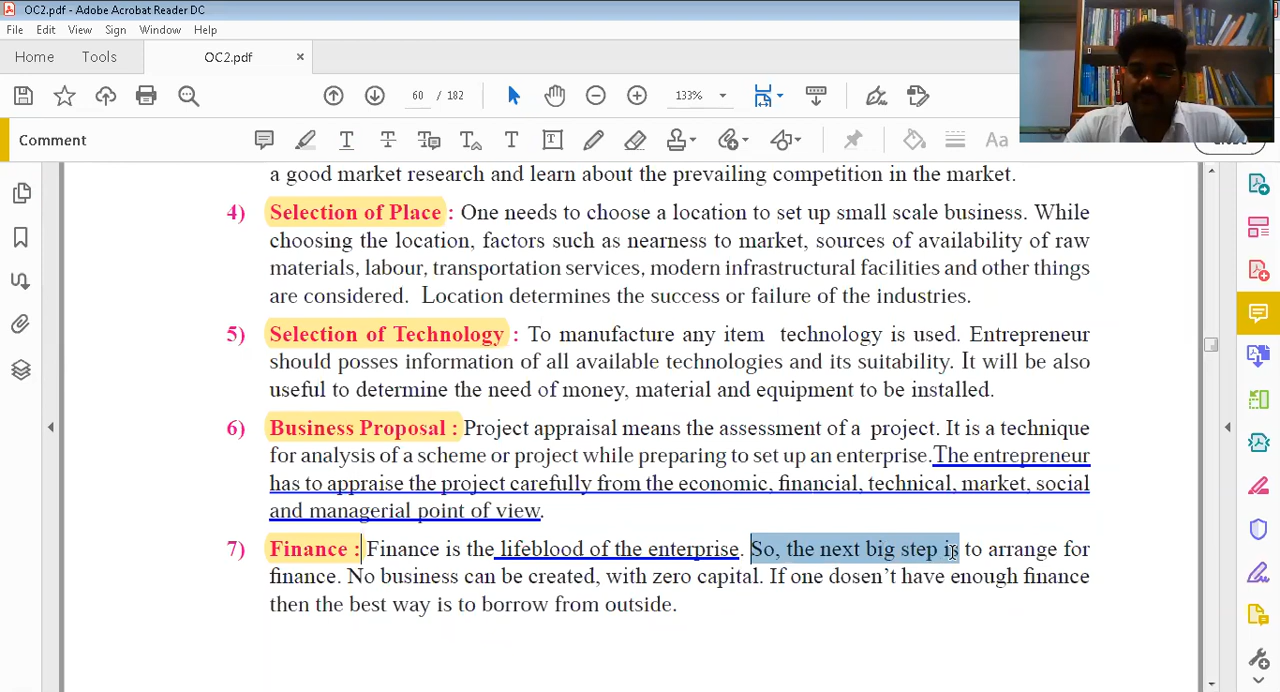 OC2.pdf - Adobe Acrobat Reader DC
File Edit View Sign Window Help
Home Tools OC2.pdf ×
60 / 182 133%
Comment
a good market research and learn about the prevailing competition in the market.
4) Selection of Place : One needs to choose a location to set up small scale business. While
choosing the location, factors such as nearness to market, sources of availability of raw
materials, labour, transportation services, modern infrastructural facilities and other things
are considered. Location determines the success or failure of the industries.
5) Selection of Technology : To manufacture any item technology is used. Entrepreneur
should posses information of all available technologies and its suitability. It will be also
useful to determine the need of money, material and equipment to be installed.
6) Business Proposal : Project appraisal means the assessment of a project. It is a technique
for analysis of a scheme or project while preparing to set up an enterprise.The entrepreneur
has to appraise the project carefully from the economic, financial, technical, market, social
and managerial point of view.
7) Finance : Finance is the lifeblood of the enterprise. So, the next big step is to arrange for
finance. No business can be created, with zero capital. If one dosen't have enough finance
then the best way is to borrow from outside.